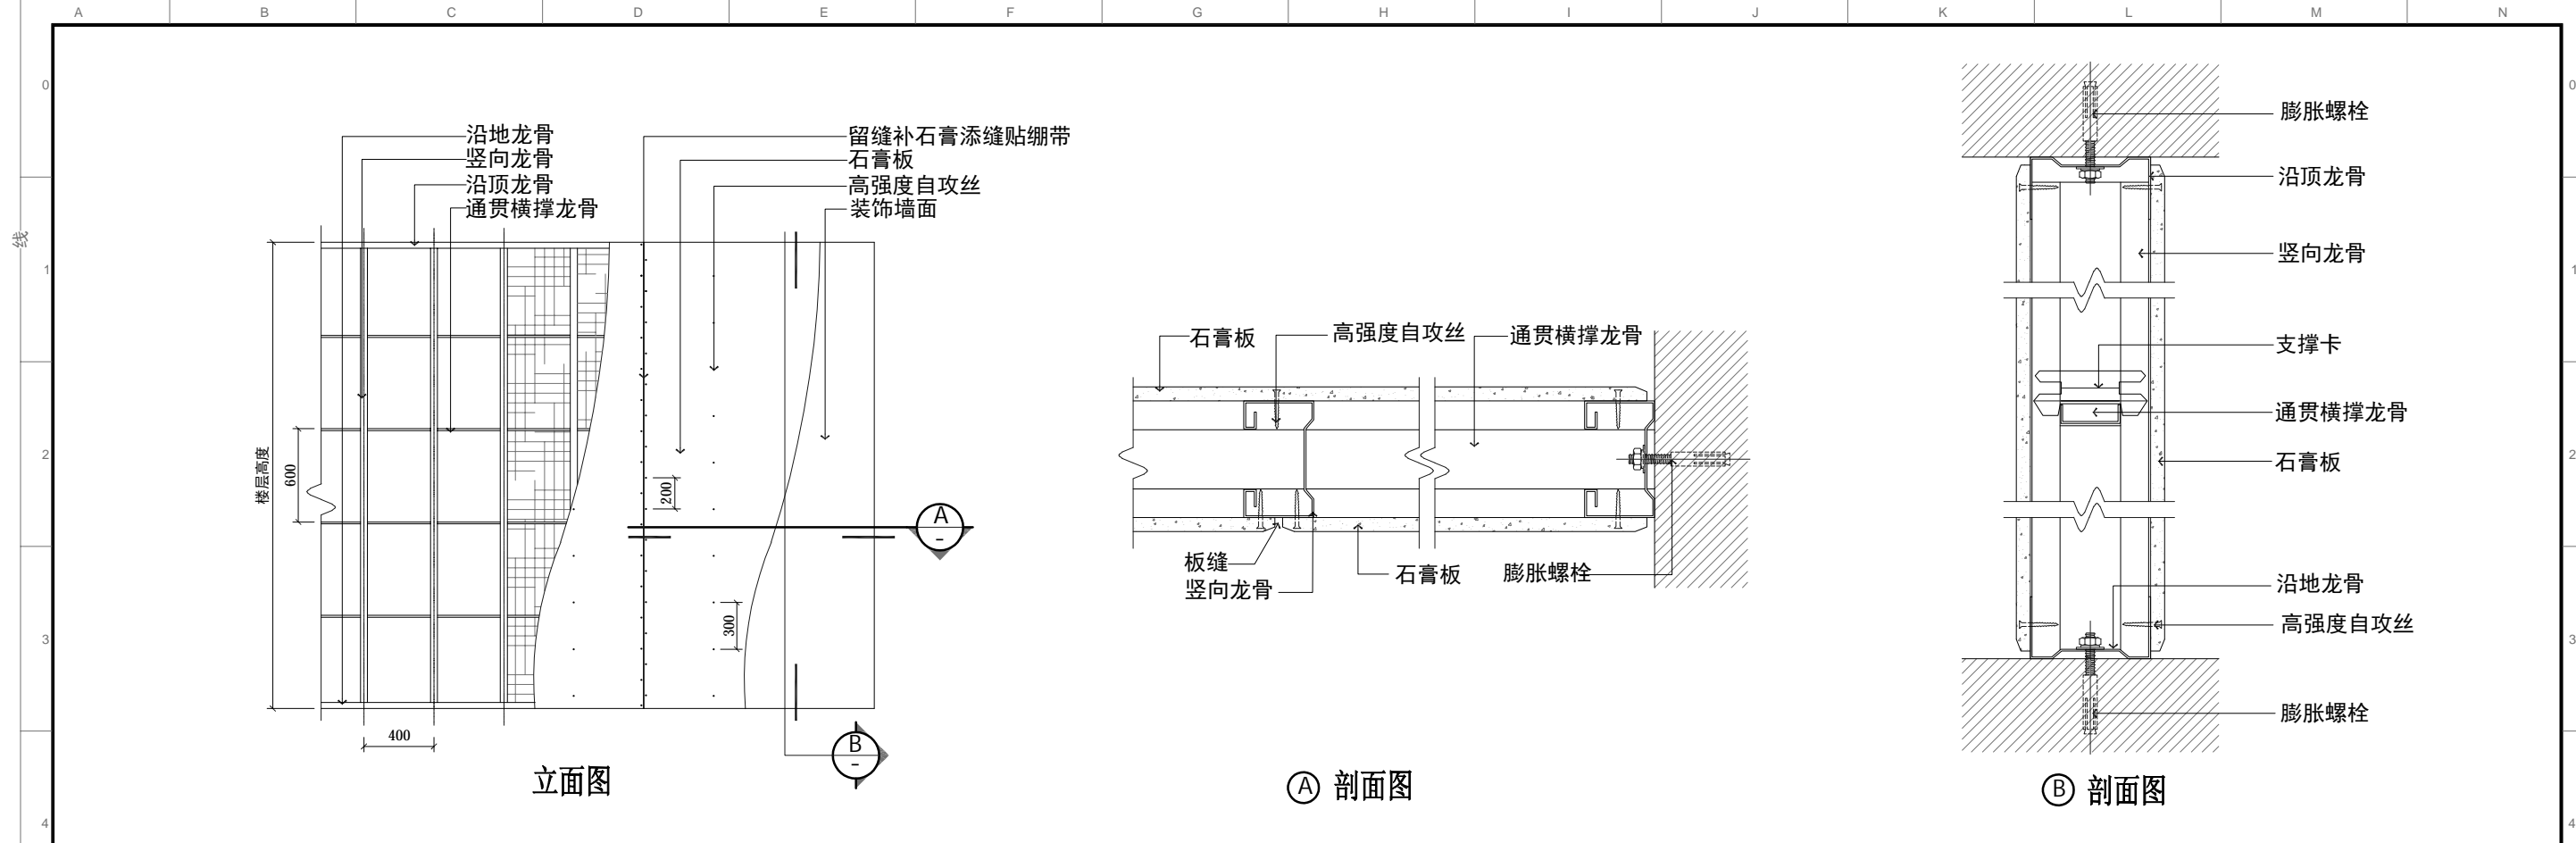 A B C D E F G H I J K L M N
0
1
2
3
4
线
沿地龙骨
竖向龙骨
沿顶龙骨
通贯横撑龙骨
留缝补石膏添缝贴绷带
石膏板
高强度自攻丝
装饰墙面
楼层高度
600
200
300
400
A
-
B
-
立面图
石膏板
高强度自攻丝
通贯横撑龙骨
板缝
竖向龙骨
石膏板
膨胀螺栓
A 剖面图
膨胀螺栓
沿顶龙骨
竖向龙骨
支撑卡
通贯横撑龙骨
石膏板
沿地龙骨
高强度自攻丝
膨胀螺栓
B 剖面图
0
1
2
3
4